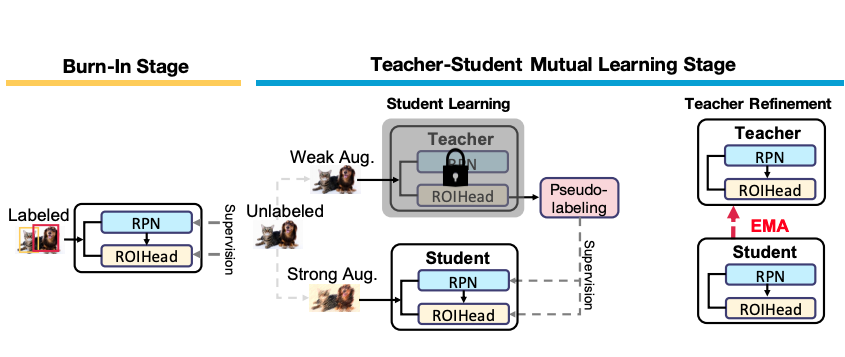 Burn-In Stage
Teacher-Student Mutual Learning Stage
Student Learning
Teacher Refinement
Labeled
RPN
ROIHead
Supervision
Unlabeled
Weak Aug.
Teacher
RPN
ROIHead
Pseudo-
labeling
Strong Aug.
Student
RPN
ROIHead
Supervision
Teacher
RPN
ROIHead
EMA
Student
RPN
ROIHead